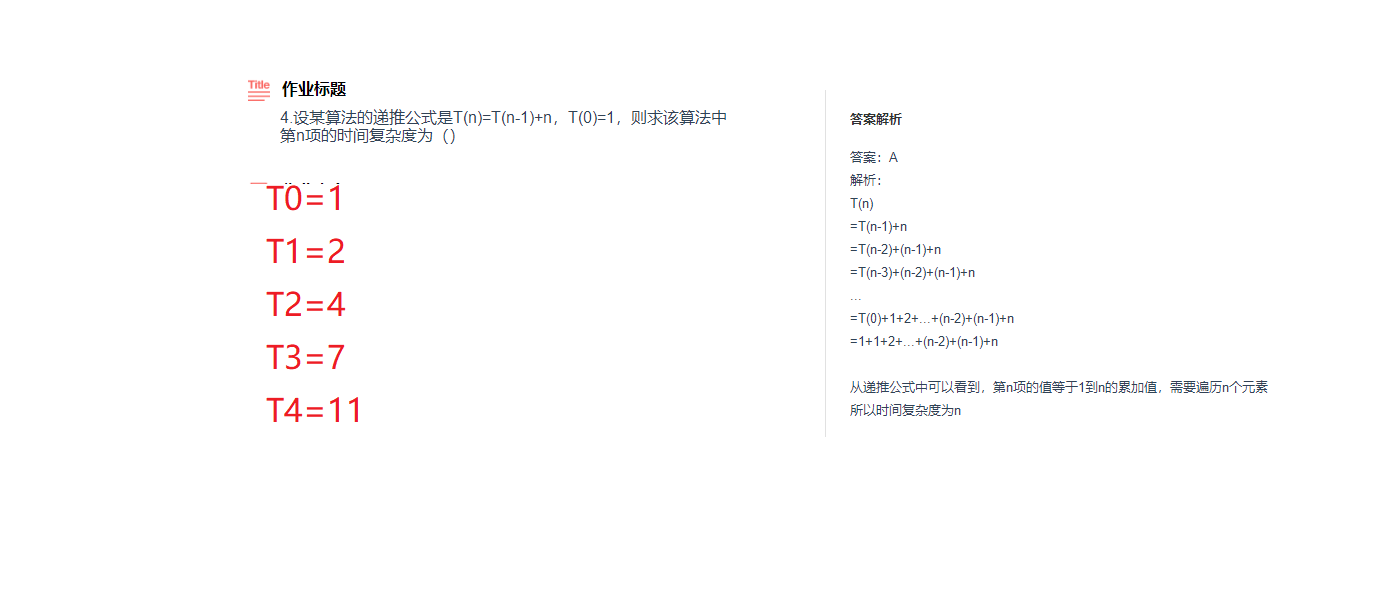 Title 作业标题
4.设某算法的递推公式是T(n)=T(n-1)+n，T(0)=1，则求该算法中
第n项的时间复杂度为（）
T0=1
T1=2
T2=4
T3=7
T4=11
答案解析
答案：A
解析：
T(n)
=T(n-1)+n
=T(n-2)+(n-1)+n
=T(n-3)+(n-2)+(n-1)+n
...
=T(0)+1+2+...+(n-2)+(n-1)+n
=1+1+2+...+(n-2)+(n-1)+n
从递推公式中可以看到，第n项的值等于1到n的累加值，需要遍历n个元素
所以时间复杂度为n